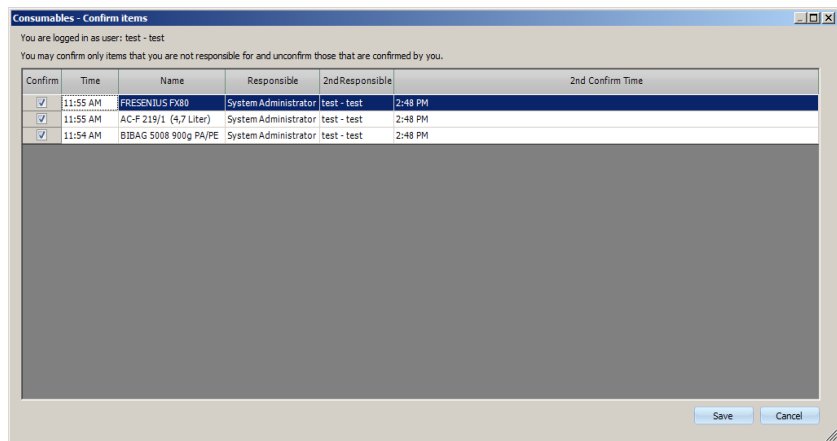 Consumables - Confirm items
You are logged in as user: test - test
You may confirm only items that you are not responsible for and unconfirm those that are confirmed by you.
Confirm Time Name Responsible 2nd Responsible 2nd Confirm Time
11:55 AM FRESENIUS FX80 System Administrator test - test 2:48 PM
11:55 AM AC-F 219/1 (4,7 Liter) System Administrator test - test 2:48 PM
11:54 AM BIBAG 5008 900g PA/PE System Administrator test - test 2:48 PM
Save Cancel